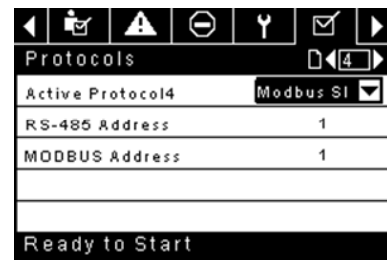 Protocols 4
Active Protocol4 Modbus Sl
RS-485 Address 1
MODBUS Address 1
Ready to Start